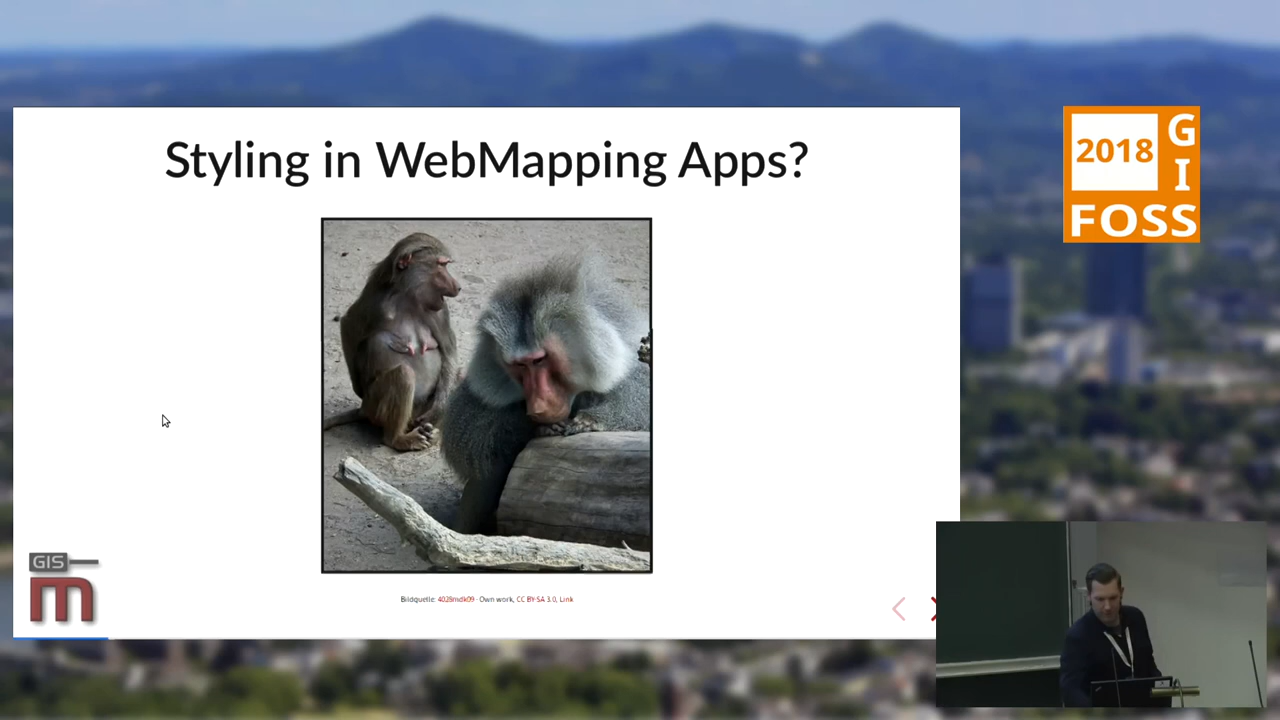 Styling in WebMapping Apps?
Bildquelle: 4028mdk09 - Own work, CC BY-SA 3.0, Link
GIS
m
2018
G
I
FOSS